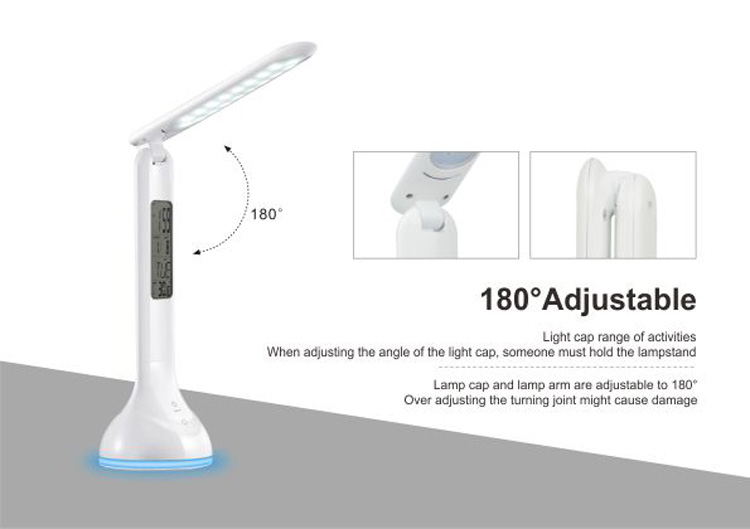 180°
180°Adjustable
Light cap range of activities
When adjusting the angle of the light cap, someone must hold the lampstand
Lamp cap and lamp arm are adjustable to 180°
Over adjusting the turning joint might cause damage